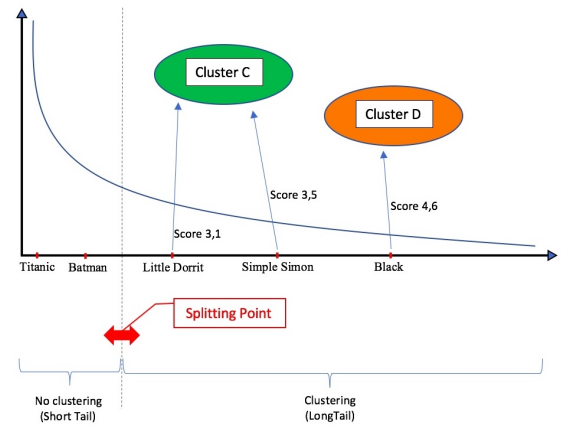 Cluster C
Cluster D
Score 3,5
Score 4,6
Score 3,1
Titanic
Batman
Little Dorrit
Simple Simon
Black
Splitting Point
No clustering
(Short Tail)
Clustering
(LongTail)